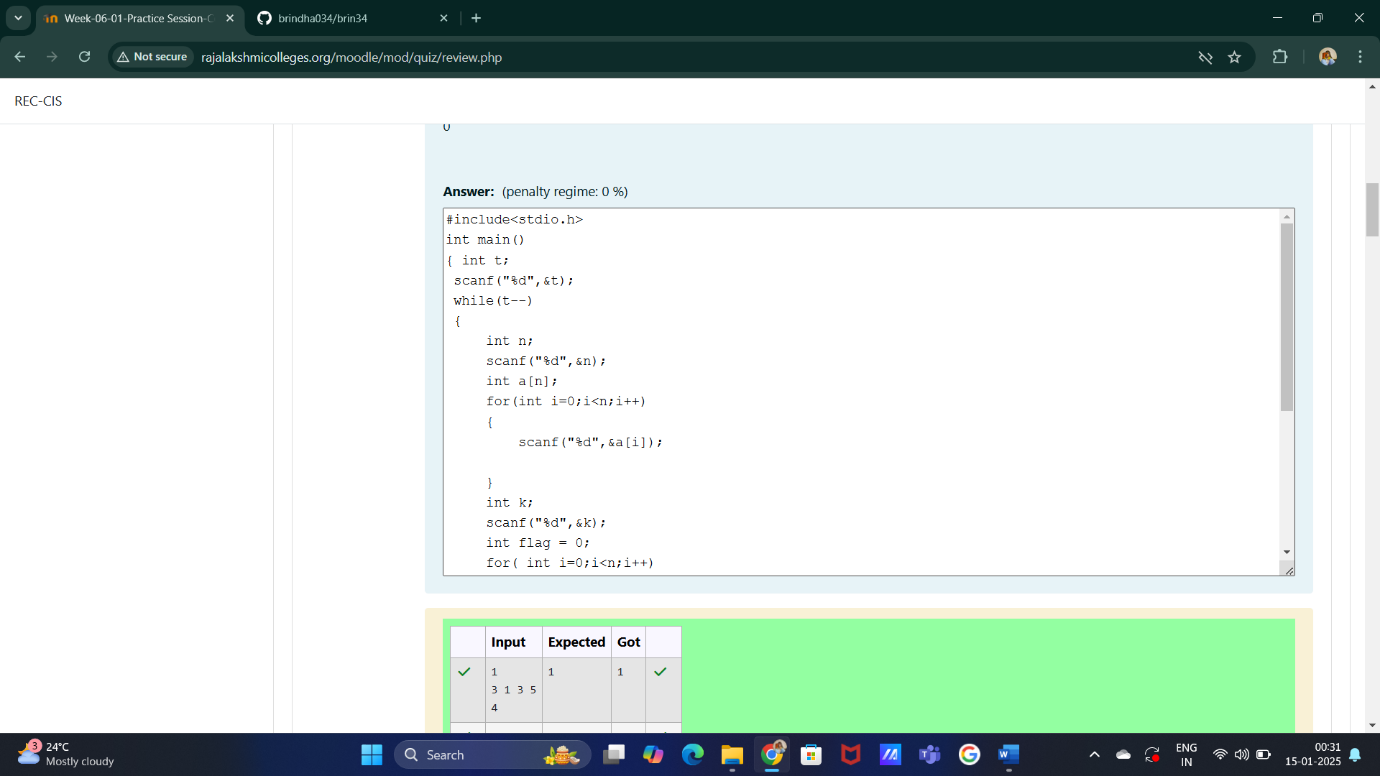 Week-06-01-Practice Session-C
brindha034/brin34
Not secure
rajalakshmicolleges.org/moodle/mod/quiz/review.php
REC-CIS
0
Answer: (penalty regime: 0 %)
#include<stdio.h>
int main()
{ int t;
scanf("%d",&t);
while(t--)
{
int n;
scanf("%d",&n);
int a[n];
for(int i=0;i<n;i++)
{
scanf("%d",&a[i]);
}
int k;
scanf("%d",&k);
int flag = 0;
for( int i=0;i<n;i++)
Input Expected Got
1 1 1
3 1 3 5
4
3
24°C
Mostly cloudy
Search
ENG
IN
00:31
15-01-2025